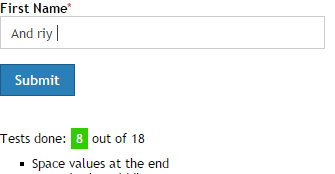 First Name*
And riy
Submit
Tests done: 8 out of 18
Space values at the end